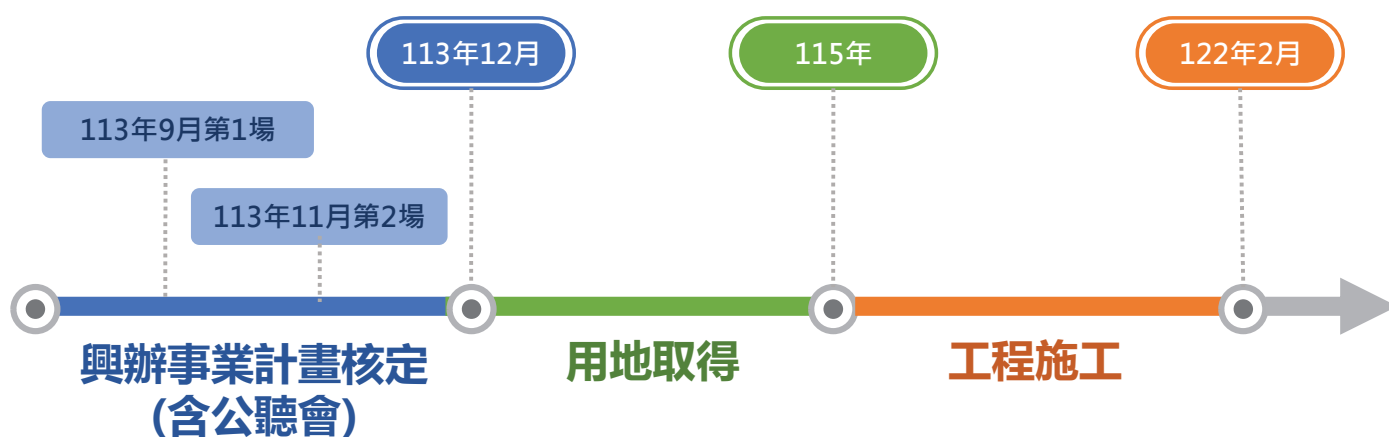 113年12月
115年
122年2月
113年9月第1場
113年11月第2場
興辦事業計畫核定
(含公聽會)
用地取得
工程施工